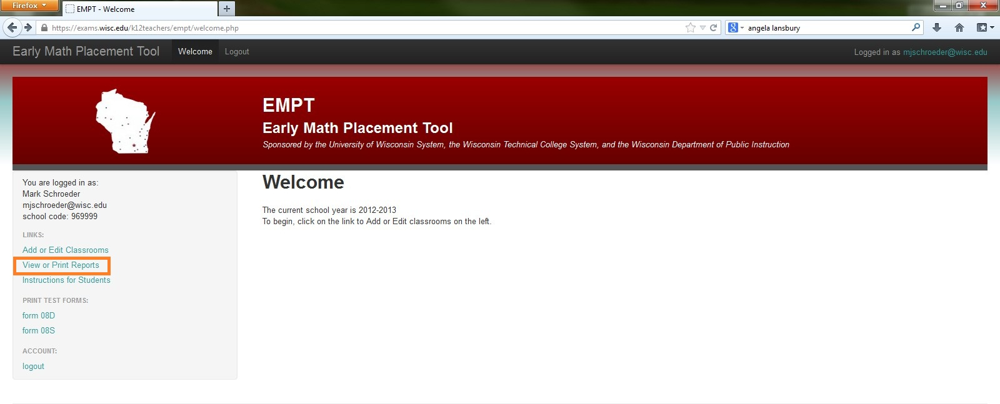 Firefox
EMPT - Welcome
https://exams.wisc.edu/k12teachers/empt/welcome.php
angela lansbury
Early Math Placement Tool
Welcome
Logout
Logged in as mjschroeder@wisc.edu
EMPT
Early Math Placement Tool
Sponsored by the University of Wisconsin System, the Wisconsin Technical College System, and the Wisconsin Department of Public Instruction
You are logged in as:
Mark Schroeder
mjschroeder@wisc.edu
school code: 969999
LINKS:
Add or Edit Classrooms
View or Print Reports
Instructions for Students
PRINT TEST FORMS:
form 08D
form 08S
ACCOUNT:
logout
Welcome
The current school year is 2012-2013
To begin, click on the link to Add or Edit classrooms on the left.